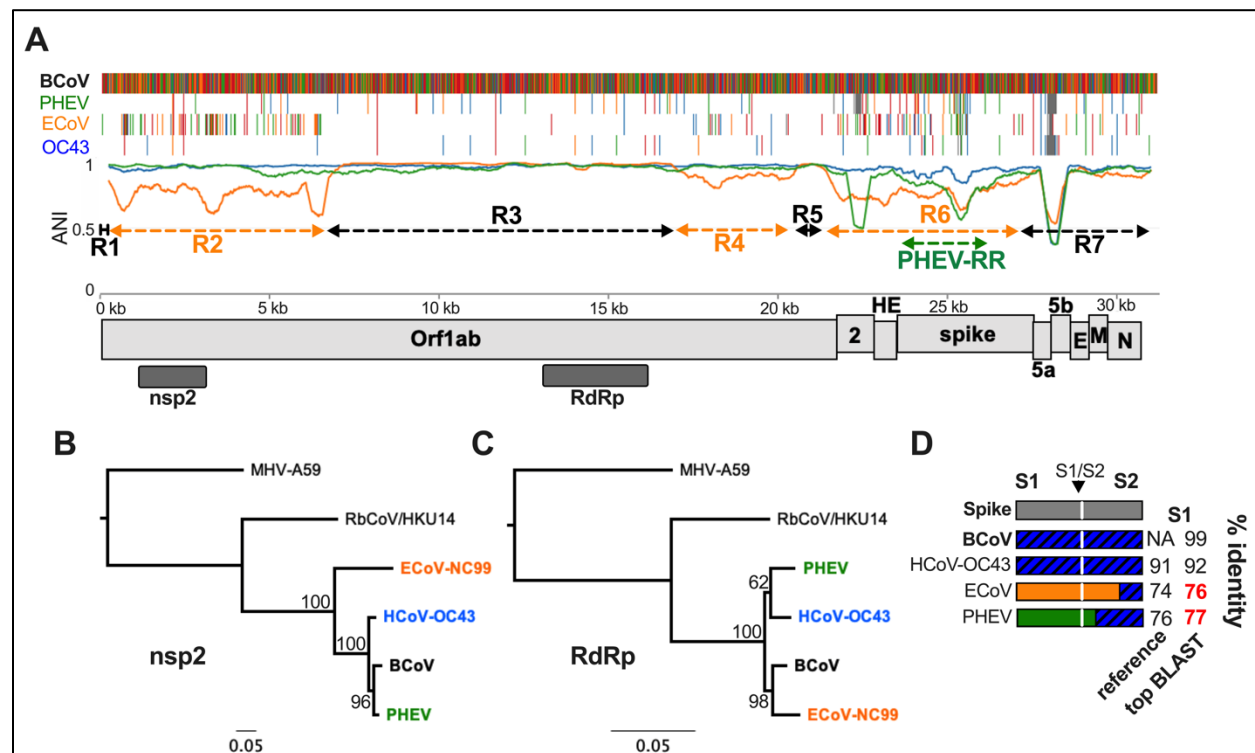 A
BCoV
PHEV
ECoV
OC43
1
ANI
0.5
0
R1
R2
R3
R4
R5
R6
PHEV-RR
R7
0 kb
5 kb
10 kb
15 kb
20 kb
25 kb
30 kb
HE
5b
Orf1ab
2
spike
E
M
N
5a
nsp2
RdRp
B
MHV-A59
RbCoV/HKU14
ECoV-NC99
100
HCoV-OC43
100
BCoV
96
PHEV
nsp2
0.05
C
MHV-A59
RbCoV/HKU14
PHEV
62
HCoV-OC43
100
BCoV
98
ECoV-NC99
RdRp
0.05
D
S1/S2
S1 S2
Spike S1
BCoV NA 99
HCoV-OC43 91 92
ECoV 74 76
PHEV 76 77
% identity
reference
top BLAST